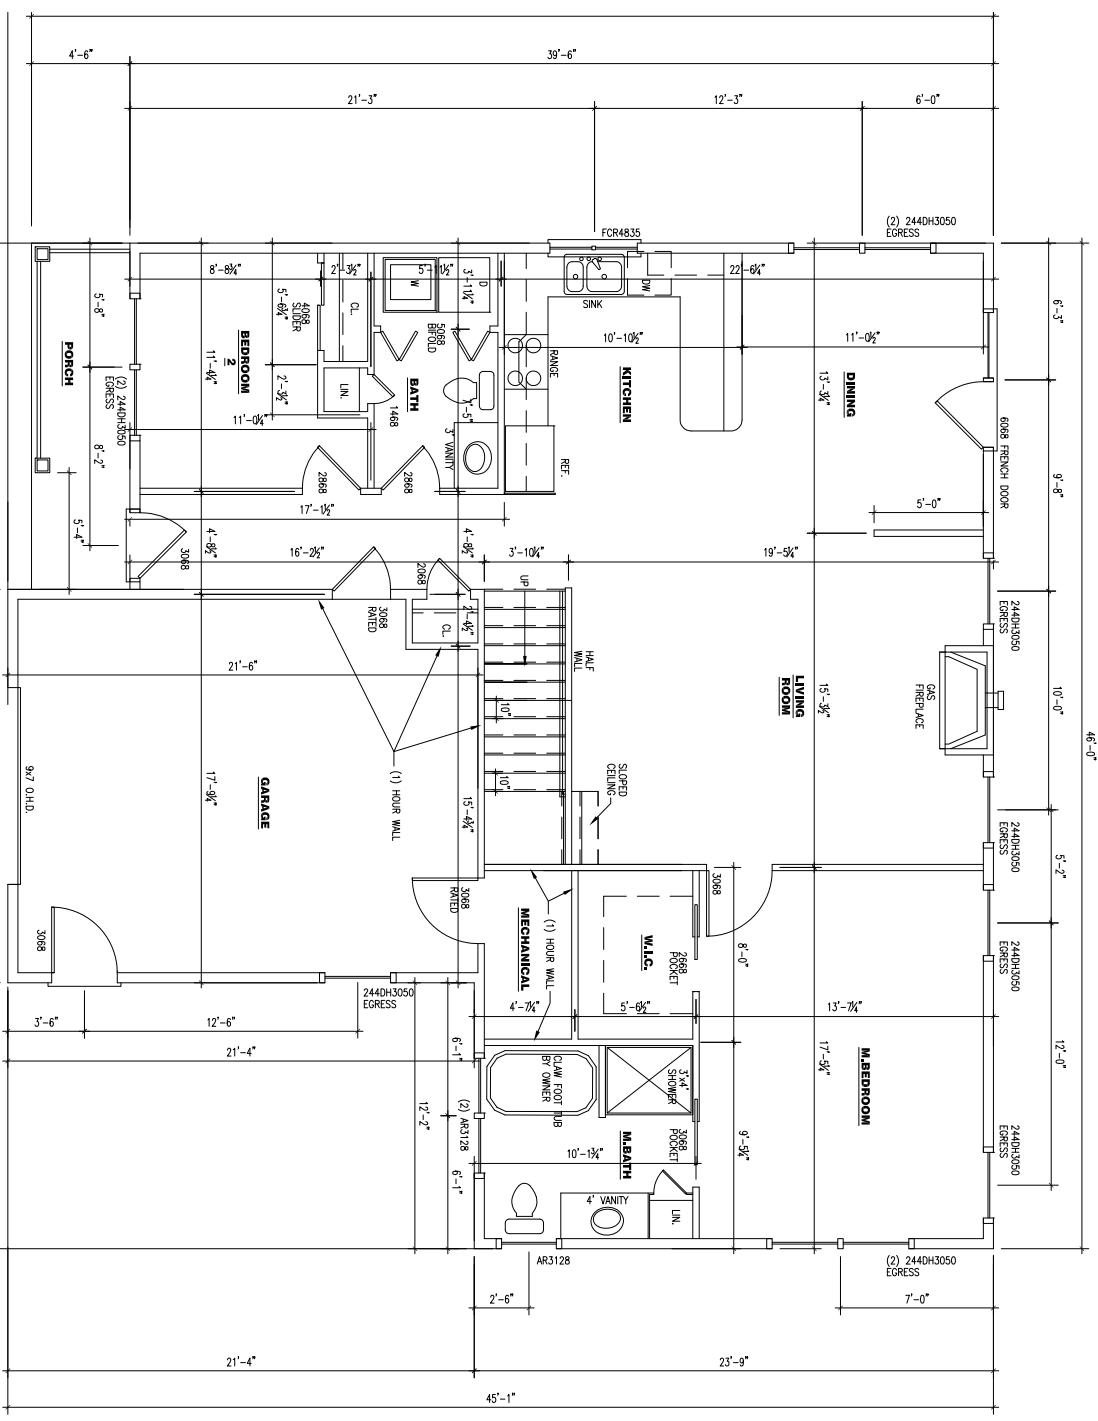 4'-6"
39'-6"
21'-3"
12'-3"
6'-0"
(2) 244DH3050
EGRESS
FCR4835
8'-8¾"
2'-3½"
5'-11½"
22'-6¼"
W
D
3'-11¼"
DW
SINK
6'-3"
5'-8"
5'-6¼"
4068
SLIDER
CL.
5068
BIFOLD
10'-10½"
11'-0½"
BEDROOM
2
11'-4¼"
PORCH
(2) 244DH3050
EGRESS
2'-3½"
LIN.
BATH
1468
7'-5"
RANGE
KITCHEN
DINING
13'-3¼"
6068 FRENCH DOOR
11'-0¼"
3' VANITY
8'-2"
REF.
9'-8"
2868
2868
5'-0"
17'-1½"
5'-4"
3068
4'-8½"
16'-2½"
4'-8½"
3'-10¼"
19'-5¼"
2068
UP
3068
RATED
2'-4½"
CL.
244DH3050
EGRESS
HALF
WALL
21'-6"
LIVING
ROOM
15'-3½"
GAS
FIREPLACE
10'-0"
46'-0"
10"
10"
SLOPED
CEILING
(1) HOUR WALL
9x7 O.H.D.
17'-9¼"
GARAGE
15'-4¾"
244DH3050
EGRESS
5'-2"
3068
RATED
3068
3068
MECHANICAL
(1) HOUR WALL
W.I.C.
2668
POCKET
8'-0"
244DH3050
EGRESS
244DH3050
EGRESS
4'-7¼"
5'-6½"
13'-7¼"
3'-6"
12'-6"
21'-4"
6'-1"
17'-5¼"
12'-0"
M.BEDROOM
CLAW FOOT TUB
BY OWNER
3'x4'
SHOWER
12'-2"
(2) AR3128
M.BATH
3068
POCKET
9'-5¼"
244DH3050
EGRESS
10'-1¾"
6'-1"
4' VANITY
LIN.
AR3128
(2) 244DH3050
EGRESS
2'-6"
7'-0"
21'-4"
23'-9"
45'-1"